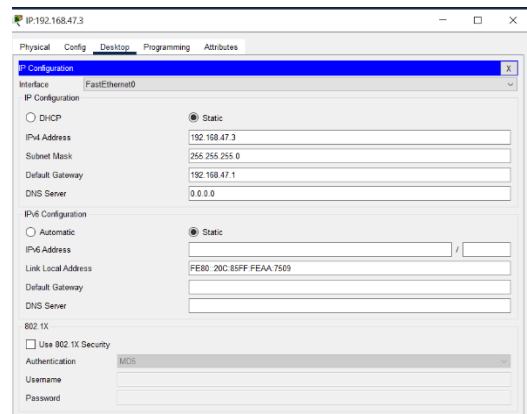 IP:192.168.47.3
Physical Config Desktop Programming Attributes
IP Configuration X
Interface FastEthernet0
IP Configuration
DHCP Static
IPv4 Address 192.168.47.3
Subnet Mask 255.255.255.0
Default Gateway 192.168.47.1
DNS Server 0.0.0.0
IPv6 Configuration
Automatic Static
IPv6 Address /
Link Local Address FE80::20C:85FF:FEAA:7509
Default Gateway
DNS Server
802.1X
Use 802.1X Security
Authentication MD5
Username
Password